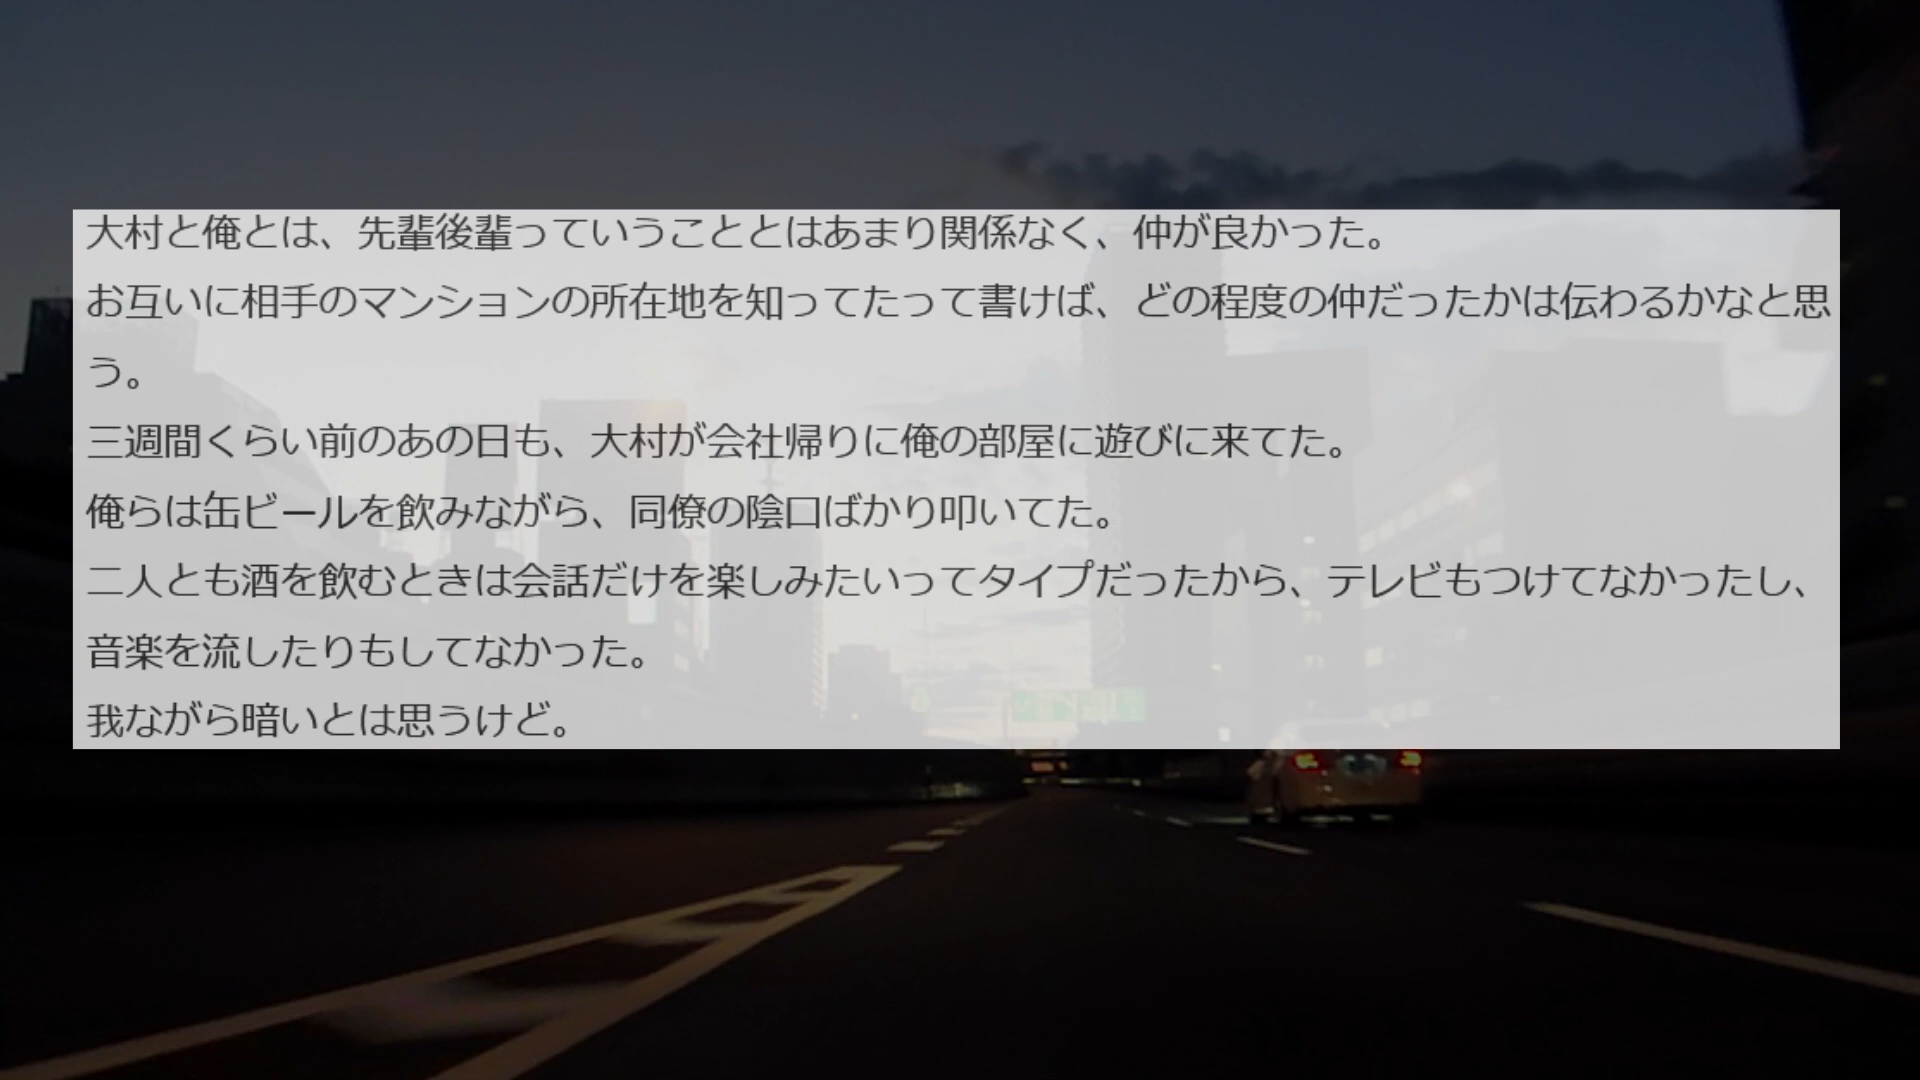 大村と俺とは、先輩後輩っていうこととはあまり関係なく、仲が良かった。
お互いに相手のマンションの所在地を知ってたって書けば、どの程度の仲だったかは伝わるかなと思
う。
三週間くらい前のあの日も、大村が会社帰りに俺の部屋に遊びに来てた。
俺らは缶ビールを飲みながら、同僚の陰口ばかり叩いてた。
二人とも酒を飲むときは会話だけを楽しみたいってタイプだったから、テレビもつけてなかったし、
音楽を流したりもしてなかった。
我ながら暗いとは思うけど。